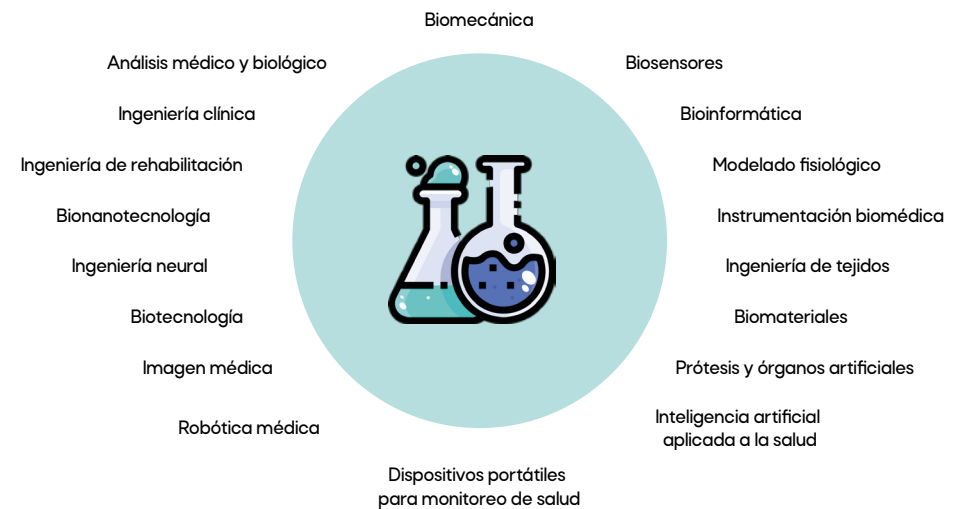 Biomecánica
Análisis médico y biológico
Biosensores
Ingeniería clínica
Bioinformática
Ingeniería de rehabilitación
Modelado fisiológico
Bionanotecnología
Instrumentación biomédica
Ingeniería neural
Ingeniería de tejidos
Biotecnología
Biomateriales
Imagen médica
Prótesis y órganos artificiales
Robótica médica
Inteligencia artificial
aplicada a la salud
Dispositivos portátiles
para monitoreo de salud